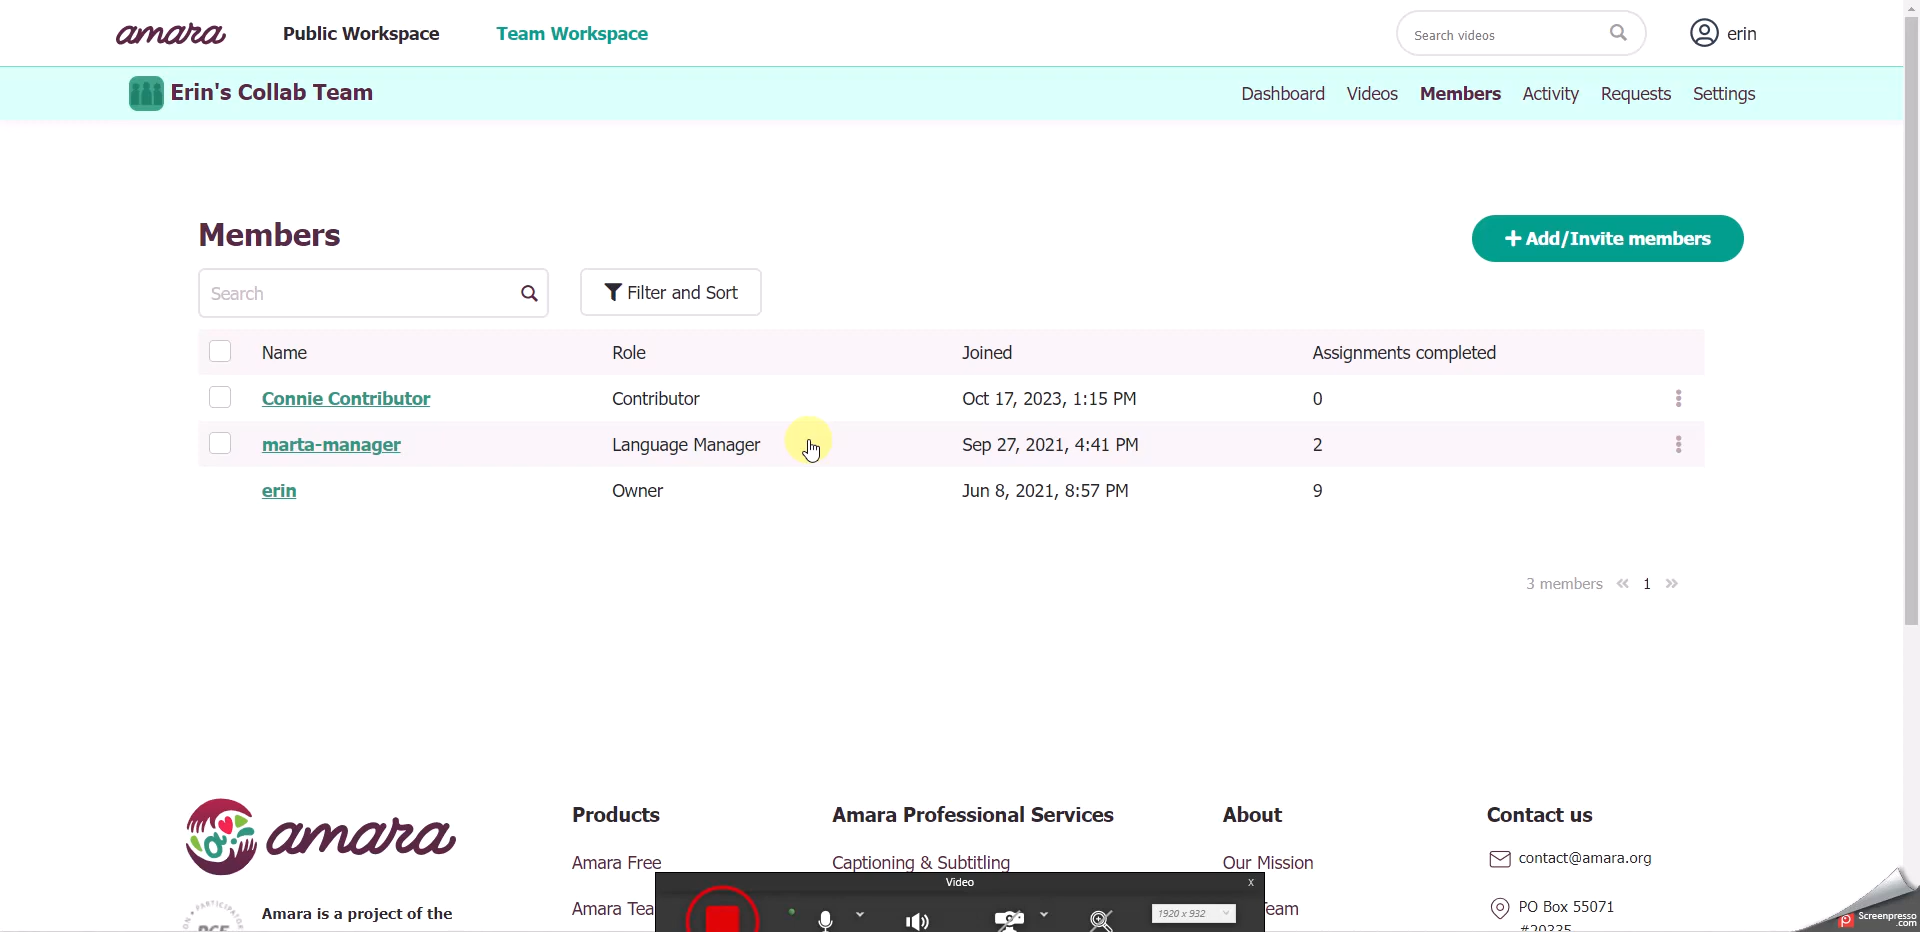 amara Public Workspace Team Workspace Search videos erin
Erin's Collab Team Dashboard Videos Members Activity Requests Settings
Members + Add/Invite members
Search Filter and Sort
Name Role Joined Assignments completed
Connie Contributor Contributor Oct 17, 2023, 1:15 PM 0
marta-manager Language Manager Sep 27, 2021, 4:41 PM 2
erin Owner Jun 8, 2021, 8:57 PM 9
3 members « 1 »
amara Products Amara Professional Services About Contact us
Amara Free Captioning & Subtitling Our Mission contact@amara.org
Video x
Amara is a project of the Amara 1920 x 932 PO Box 55071
PARTICIPATO
Screenpresso
.com